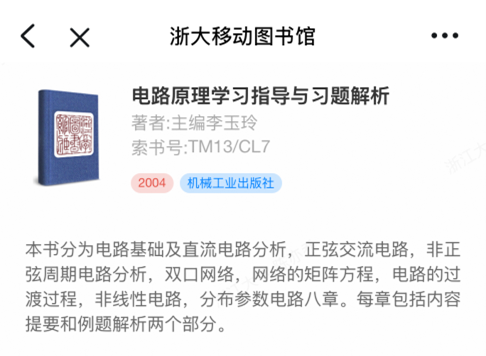 浙大移动图书馆
电路原理学习指导与习题解析
著者:主编李玉玲
索书号:TM13/CL7
2004 机械工业出版社
本书分为电路基础及直流电路分析，正弦交流电路，非正
弦周期电路分析，双口网络，网络的矩阵方程，电路的过
渡过程，非线性电路，分布参数电路八章。每章包括内容
提要和例题解析两个部分。